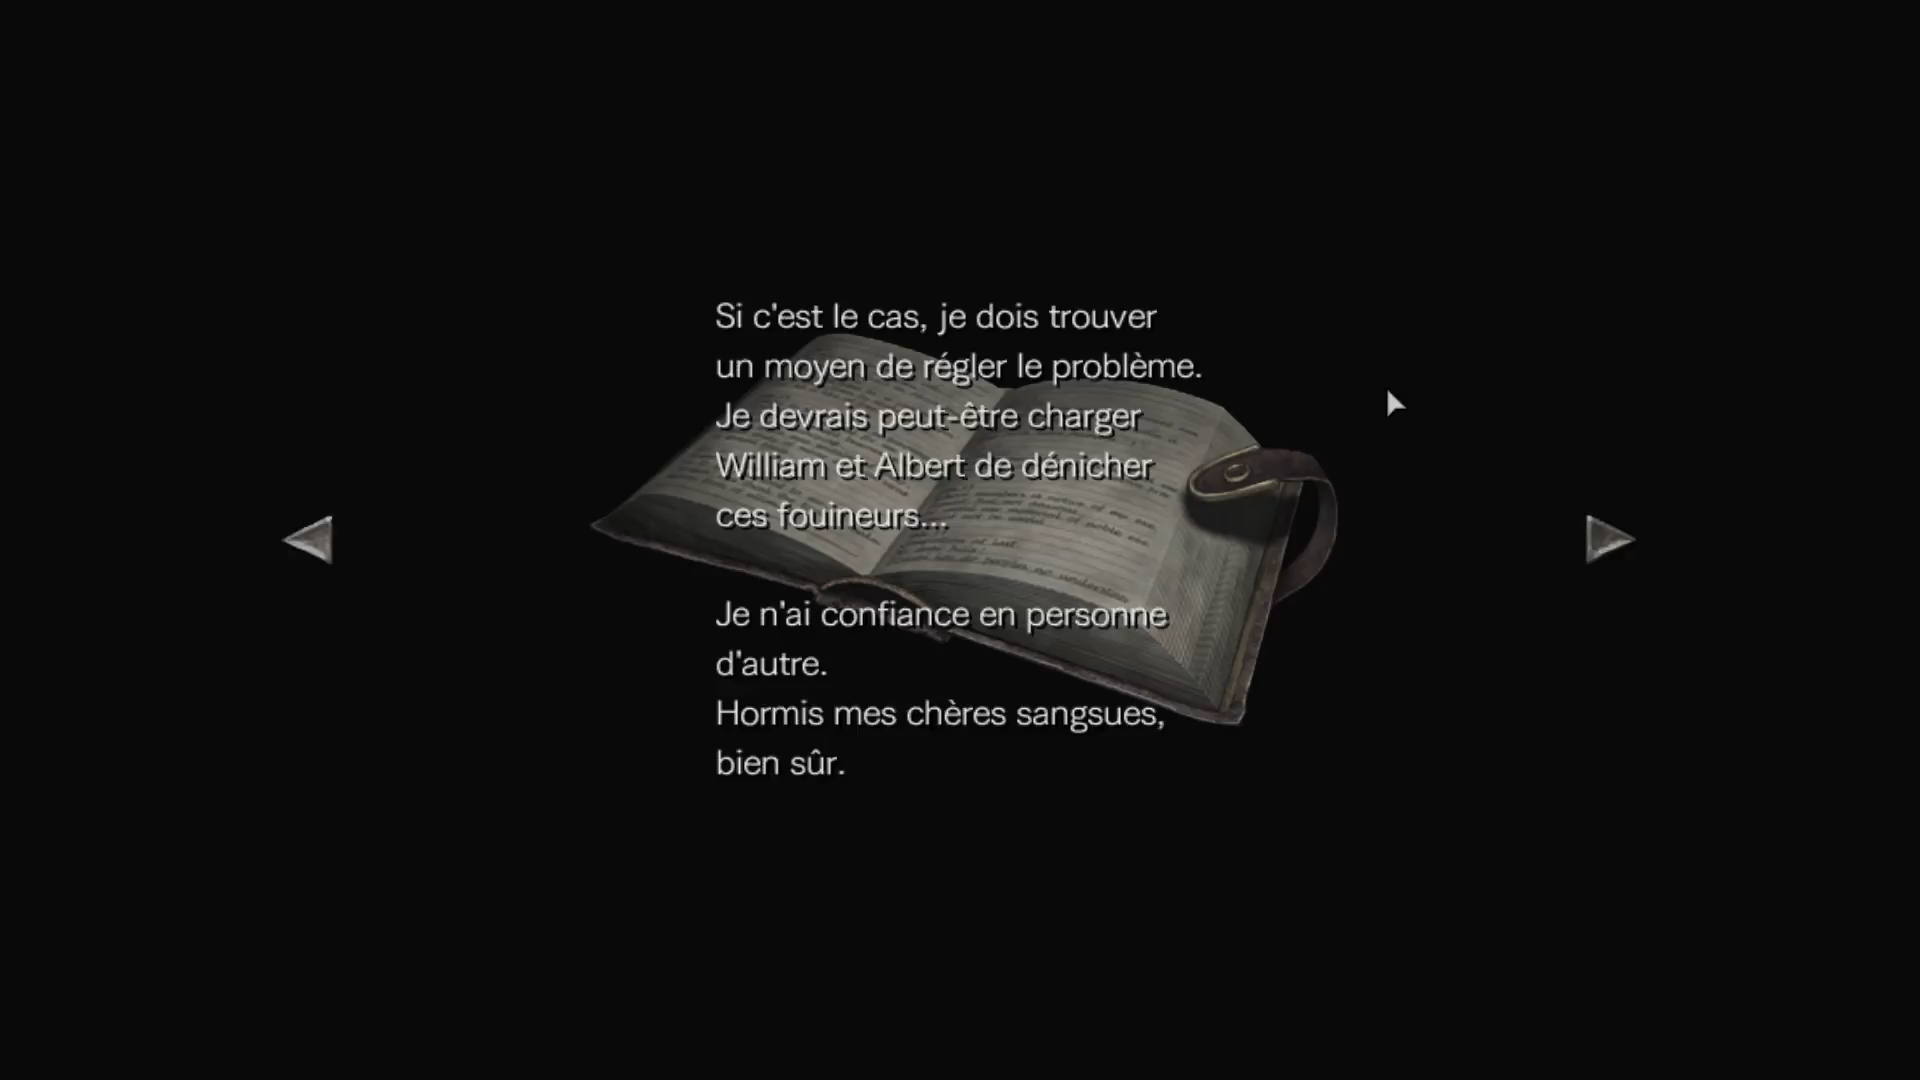 Si c'est le cas, je dois trouver
un moyen de régler le problème.
Je devrais peut-être charger
William et Albert de dénicher
ces fouineurs...
Je n'ai confiance en personne
d'autre.
Hormis mes chères sangsues,
bien sûr.